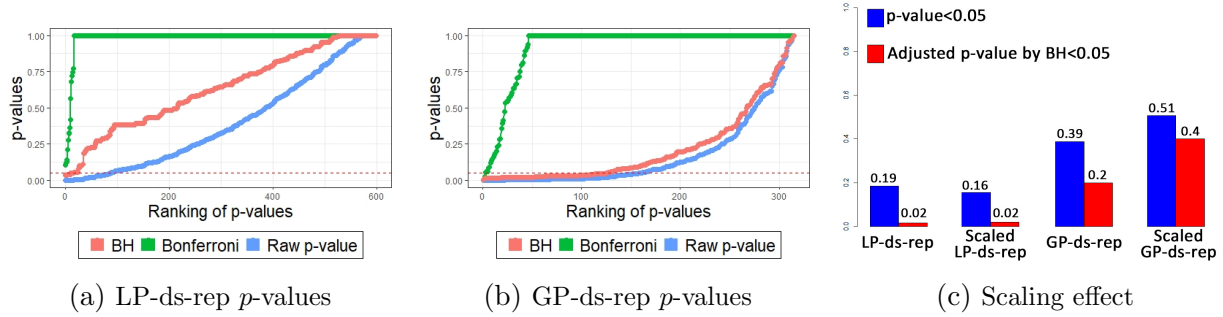 p-values
1.00
0.75
0.50
0.25
0.00
0
200
400
600
Ranking of p-values
BH Bonferroni Raw p-value
(a) LP-ds-rep p-values
p-values
1.00
0.75
0.50
0.25
0.00
0
100
200
300
Ranking of p-values
BH Bonferroni Raw p-value
(b) GP-ds-rep p-values
p-value<0.05
Adjusted p-value by BH<0.05
1.0
0.8
0.6
0.4
0.2
0.0
0.19
0.02
0.16
0.02
0.39
0.2
0.51
0.4
LP-ds-rep
Scaled
LP-ds-rep
GP-ds-rep
Scaled
GP-ds-rep
(c) Scaling effect